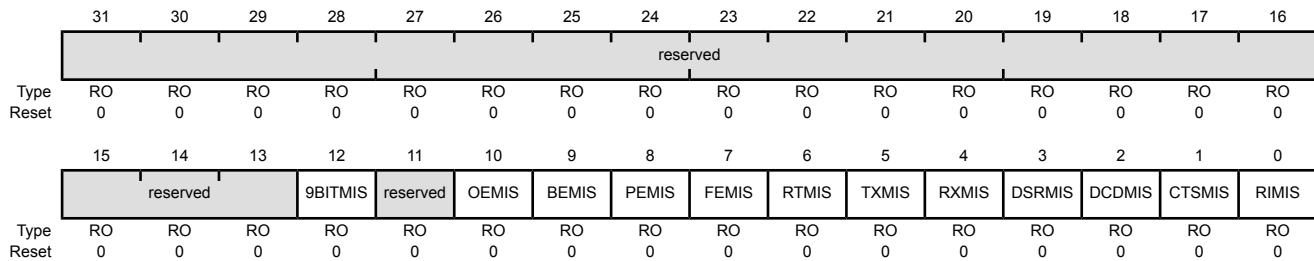 31 30 29 28 27 26 25 24 23 22 21 20 19 18 17 16
reserved
Type RO RO RO RO RO RO RO RO RO RO RO RO RO RO RO RO
Reset 0 0 0 0 0 0 0 0 0 0 0 0 0 0 0 0
15 14 13 12 11 10 9 8 7 6 5 4 3 2 1 0
reserved 9BITMIS reserved OEMIS BEMIS PEMIS FEMIS RTMIS TXMIS RXMIS DSRMIS DCDMIS CTSMIS RIMIS
Type RO RO RO RO RO RO RO RO RO RO RO RO RO RO RO RO
Reset 0 0 0 0 0 0 0 0 0 0 0 0 0 0 0 0